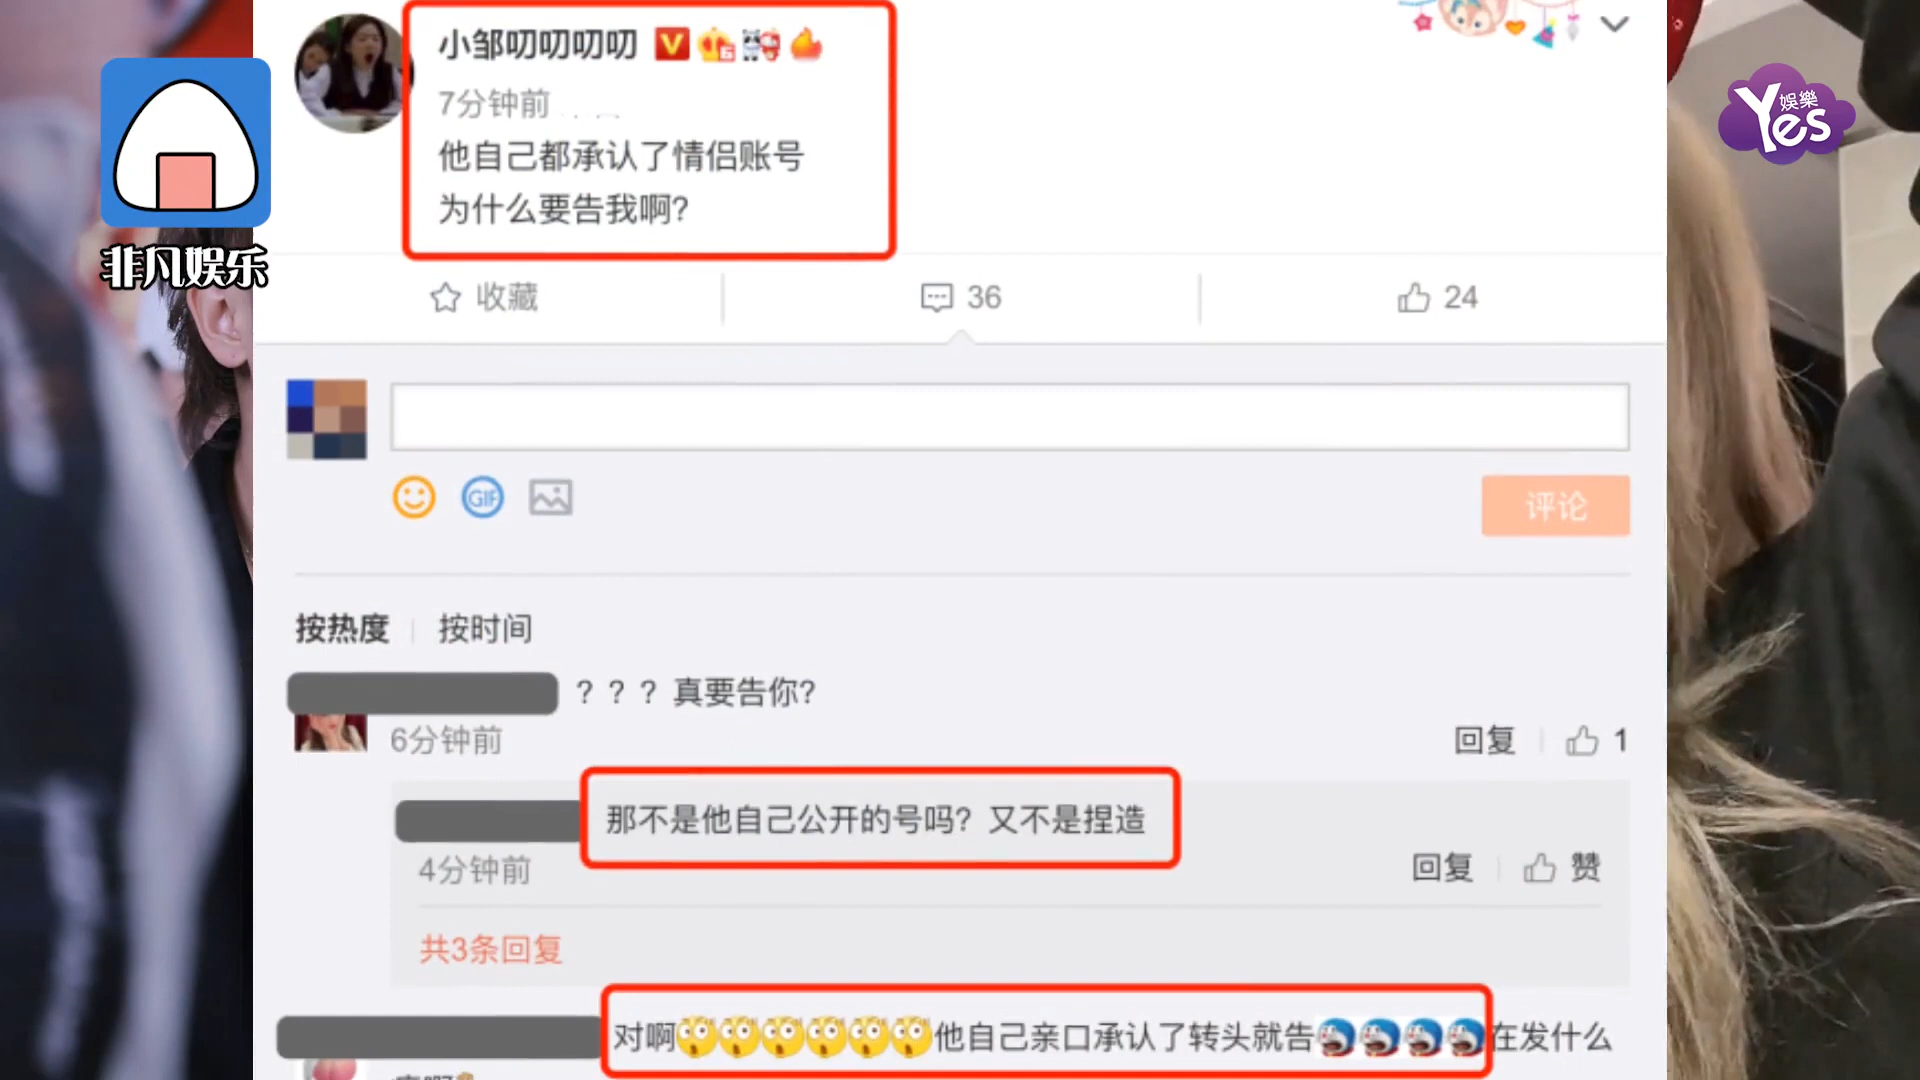 小邹叨叨叨叨
7分钟前
他自己都承认了情侣账号
为什么要告我啊?
娱樂
Yes
非凡娱乐
收藏
36
24
GIF
评论
按热度
按时间
？？？真要告你?
6分钟前
回复
1
那不是他自己公开的号吗? 又不是捏造
4分钟前
回复
赞
共3条回复
对啊 他自己亲口承认了转头就告 在发什么